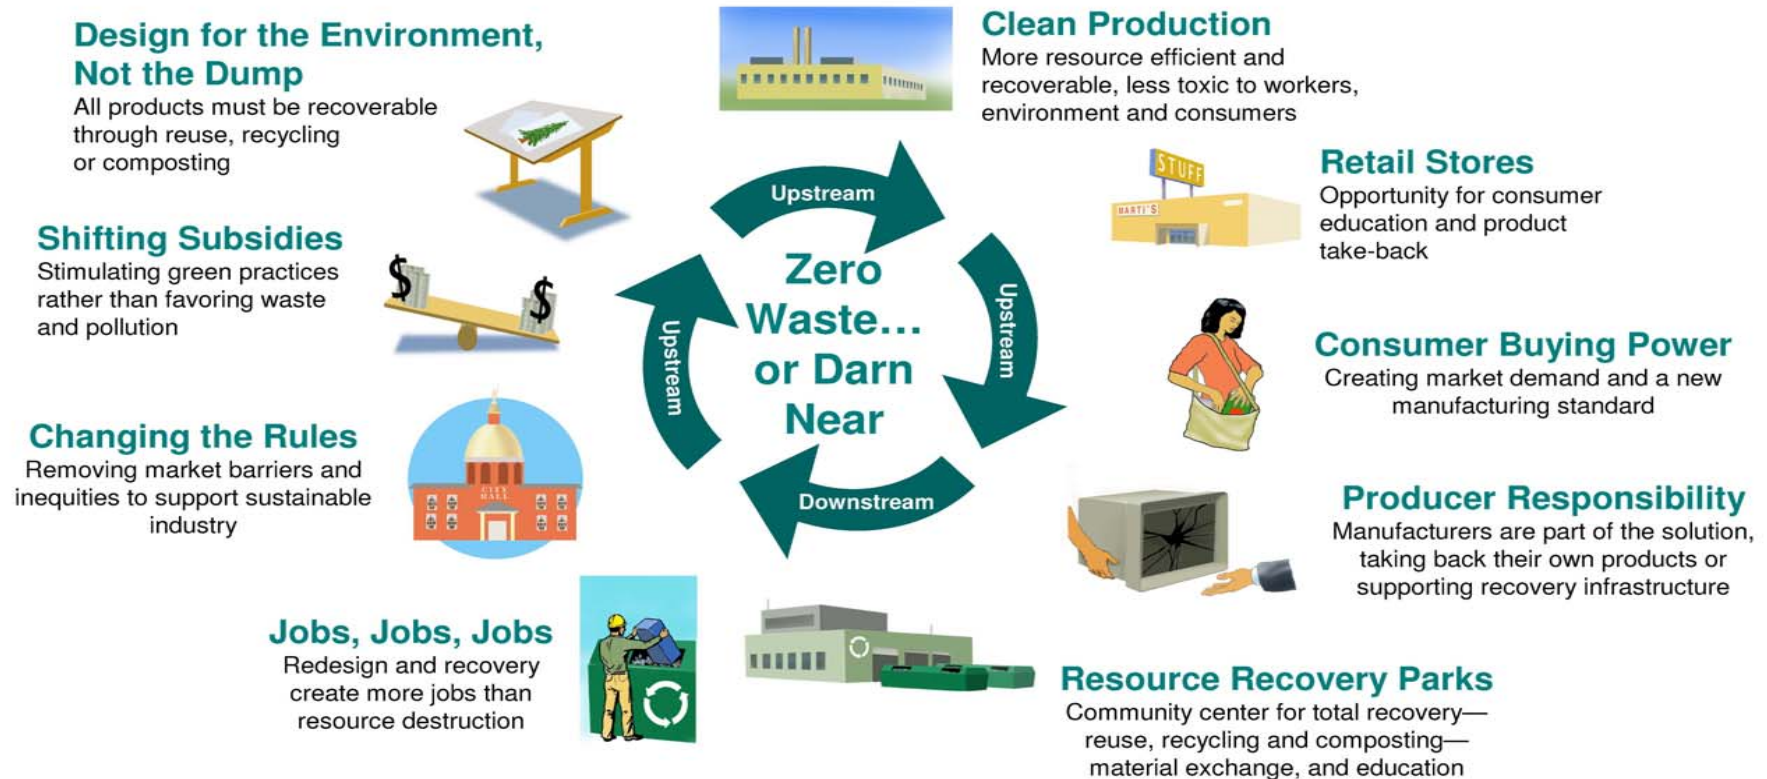 Design for the Environment,
Not the Dump
All products must be recoverable
through reuse, recycling
or composting
Clean Production
More resource efficient and
recoverable, less toxic to workers,
environment and consumers
STUFF
MARTI'S
Retail Stores
Opportunity for consumer
education and product
take-back
Shifting Subsidies
Stimulating green practices
rather than favoring waste
and pollution
$
$
Upstream
Upstream
Upstream
Downstream
Zero
Waste…
or Darn
Near
Consumer Buying Power
Creating market demand and a new
manufacturing standard
Changing the Rules
Removing market barriers and
inequities to support sustainable
industry
CITY
HALL
Producer Responsibility
Manufacturers are part of the solution,
taking back their own products or
supporting recovery infrastructure
Jobs, Jobs, Jobs
Redesign and recovery
create more jobs than
resource destruction
Resource Recovery Parks
Community center for total recovery—
reuse, recycling and composting—
material exchange, and education